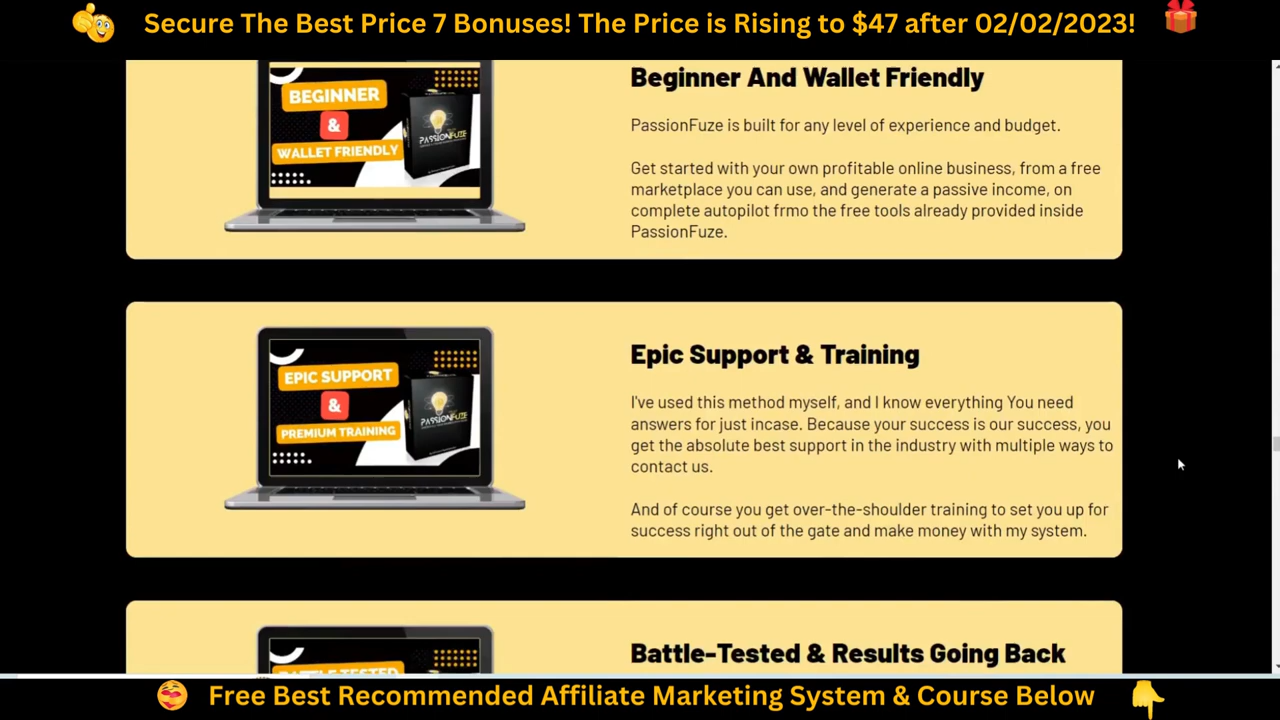 Secure The Best Price 7 Bonuses! The Price is Rising to $47 after 02/02/2023!
BEGINNER
&
WALLET FRIENDLY
PASSIONFUZE
Beginner And Wallet Friendly
PassionFuze is built for any level of experience and budget.
Get started with your own profitable online business, from a free
marketplace you can use, and generate a passive income, on
complete autopilot frmo the free tools already provided inside
PassionFuze.
EPIC SUPPORT
&
PREMIUM TRAINING
PASSIONFUZE
Epic Support & Training
I've used this method myself, and I know everything You need
answers for just incase. Because your success is our success, you
get the absolute best support in the industry with multiple ways to
contact us.
And of course you get over-the-shoulder training to set you up for
success right out of the gate and make money with my system.
BATTLE TESTED
Battle-Tested & Results Going Back
Free Best Recommended Affiliate Marketing System & Course Below